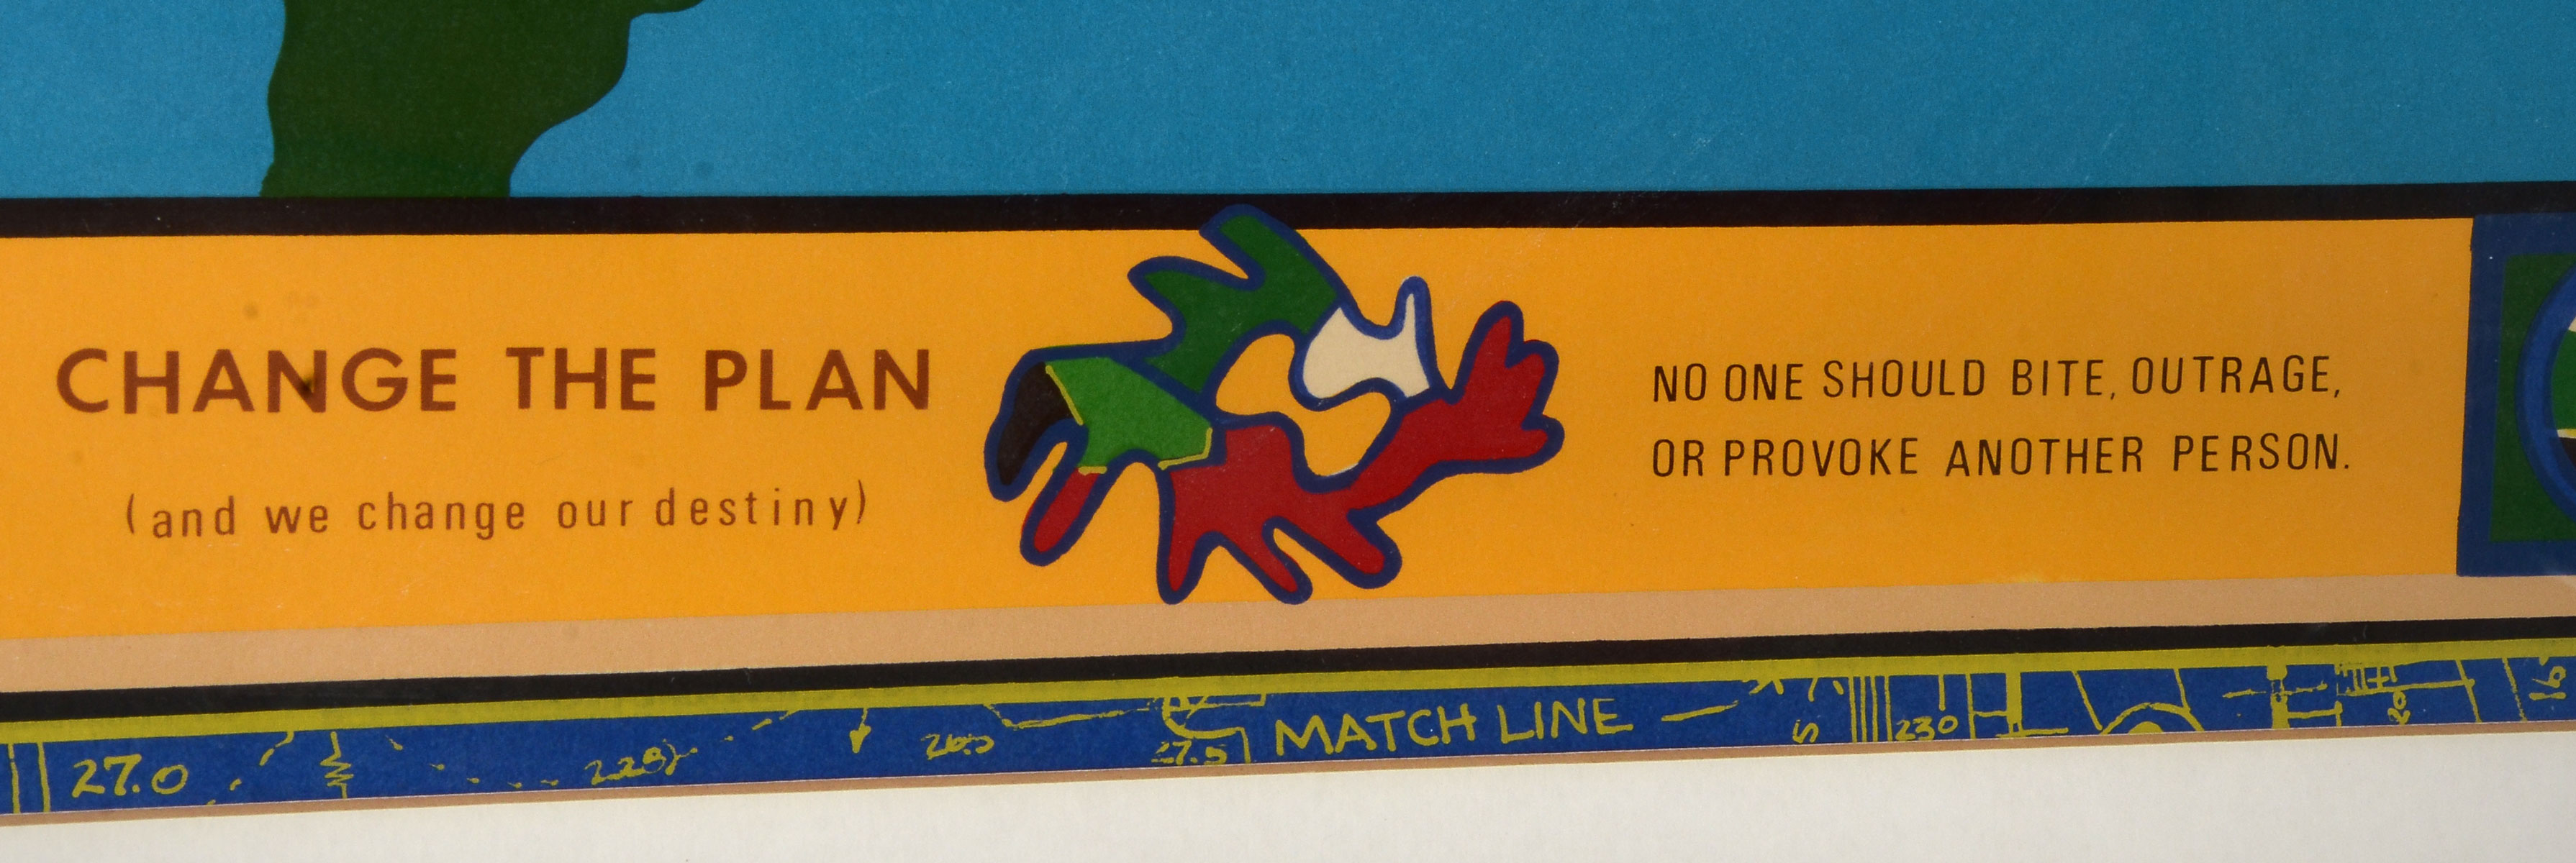 CHANGE THE PLAN
(and we change our destiny)
NO ONE SHOULD BITE, OUTRAGE,
OR PROVOKE ANOTHER PERSON.
27.0
MATCH LINE
230